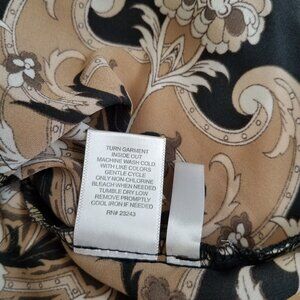 TURN GARMENT
INSIDE OUT
MACHINE WASH COLD
WITH LIKE COLORS
GENTLE CYCLE
ONLY NON-CHLORINE
BLEACH WHEN NEEDED
TUMBLE DRY LOW
REMOVE PROMPTLY
COOL IRON IF NEEDED
RN# 23243